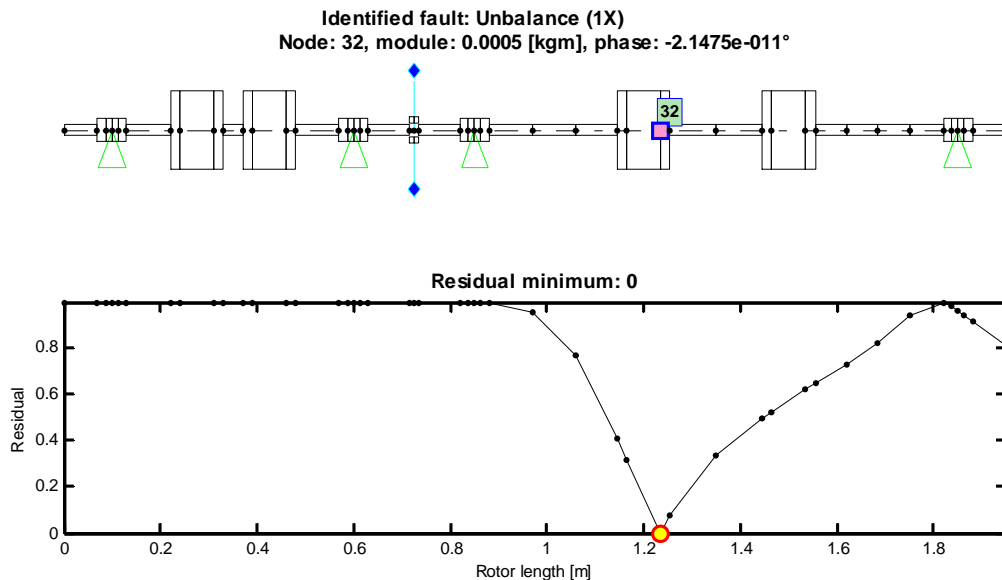 Identified fault: Unbalance (1X)
Node: 32, module: 0.0005 [kgm], phase: -2.1475e-011°
32
Residual minimum: 0
0.8
0.6
0.4
0.2
0
Residual
0 0.2 0.4 0.6 0.8 1 1.2 1.4 1.6 1.8
Rotor length [m]